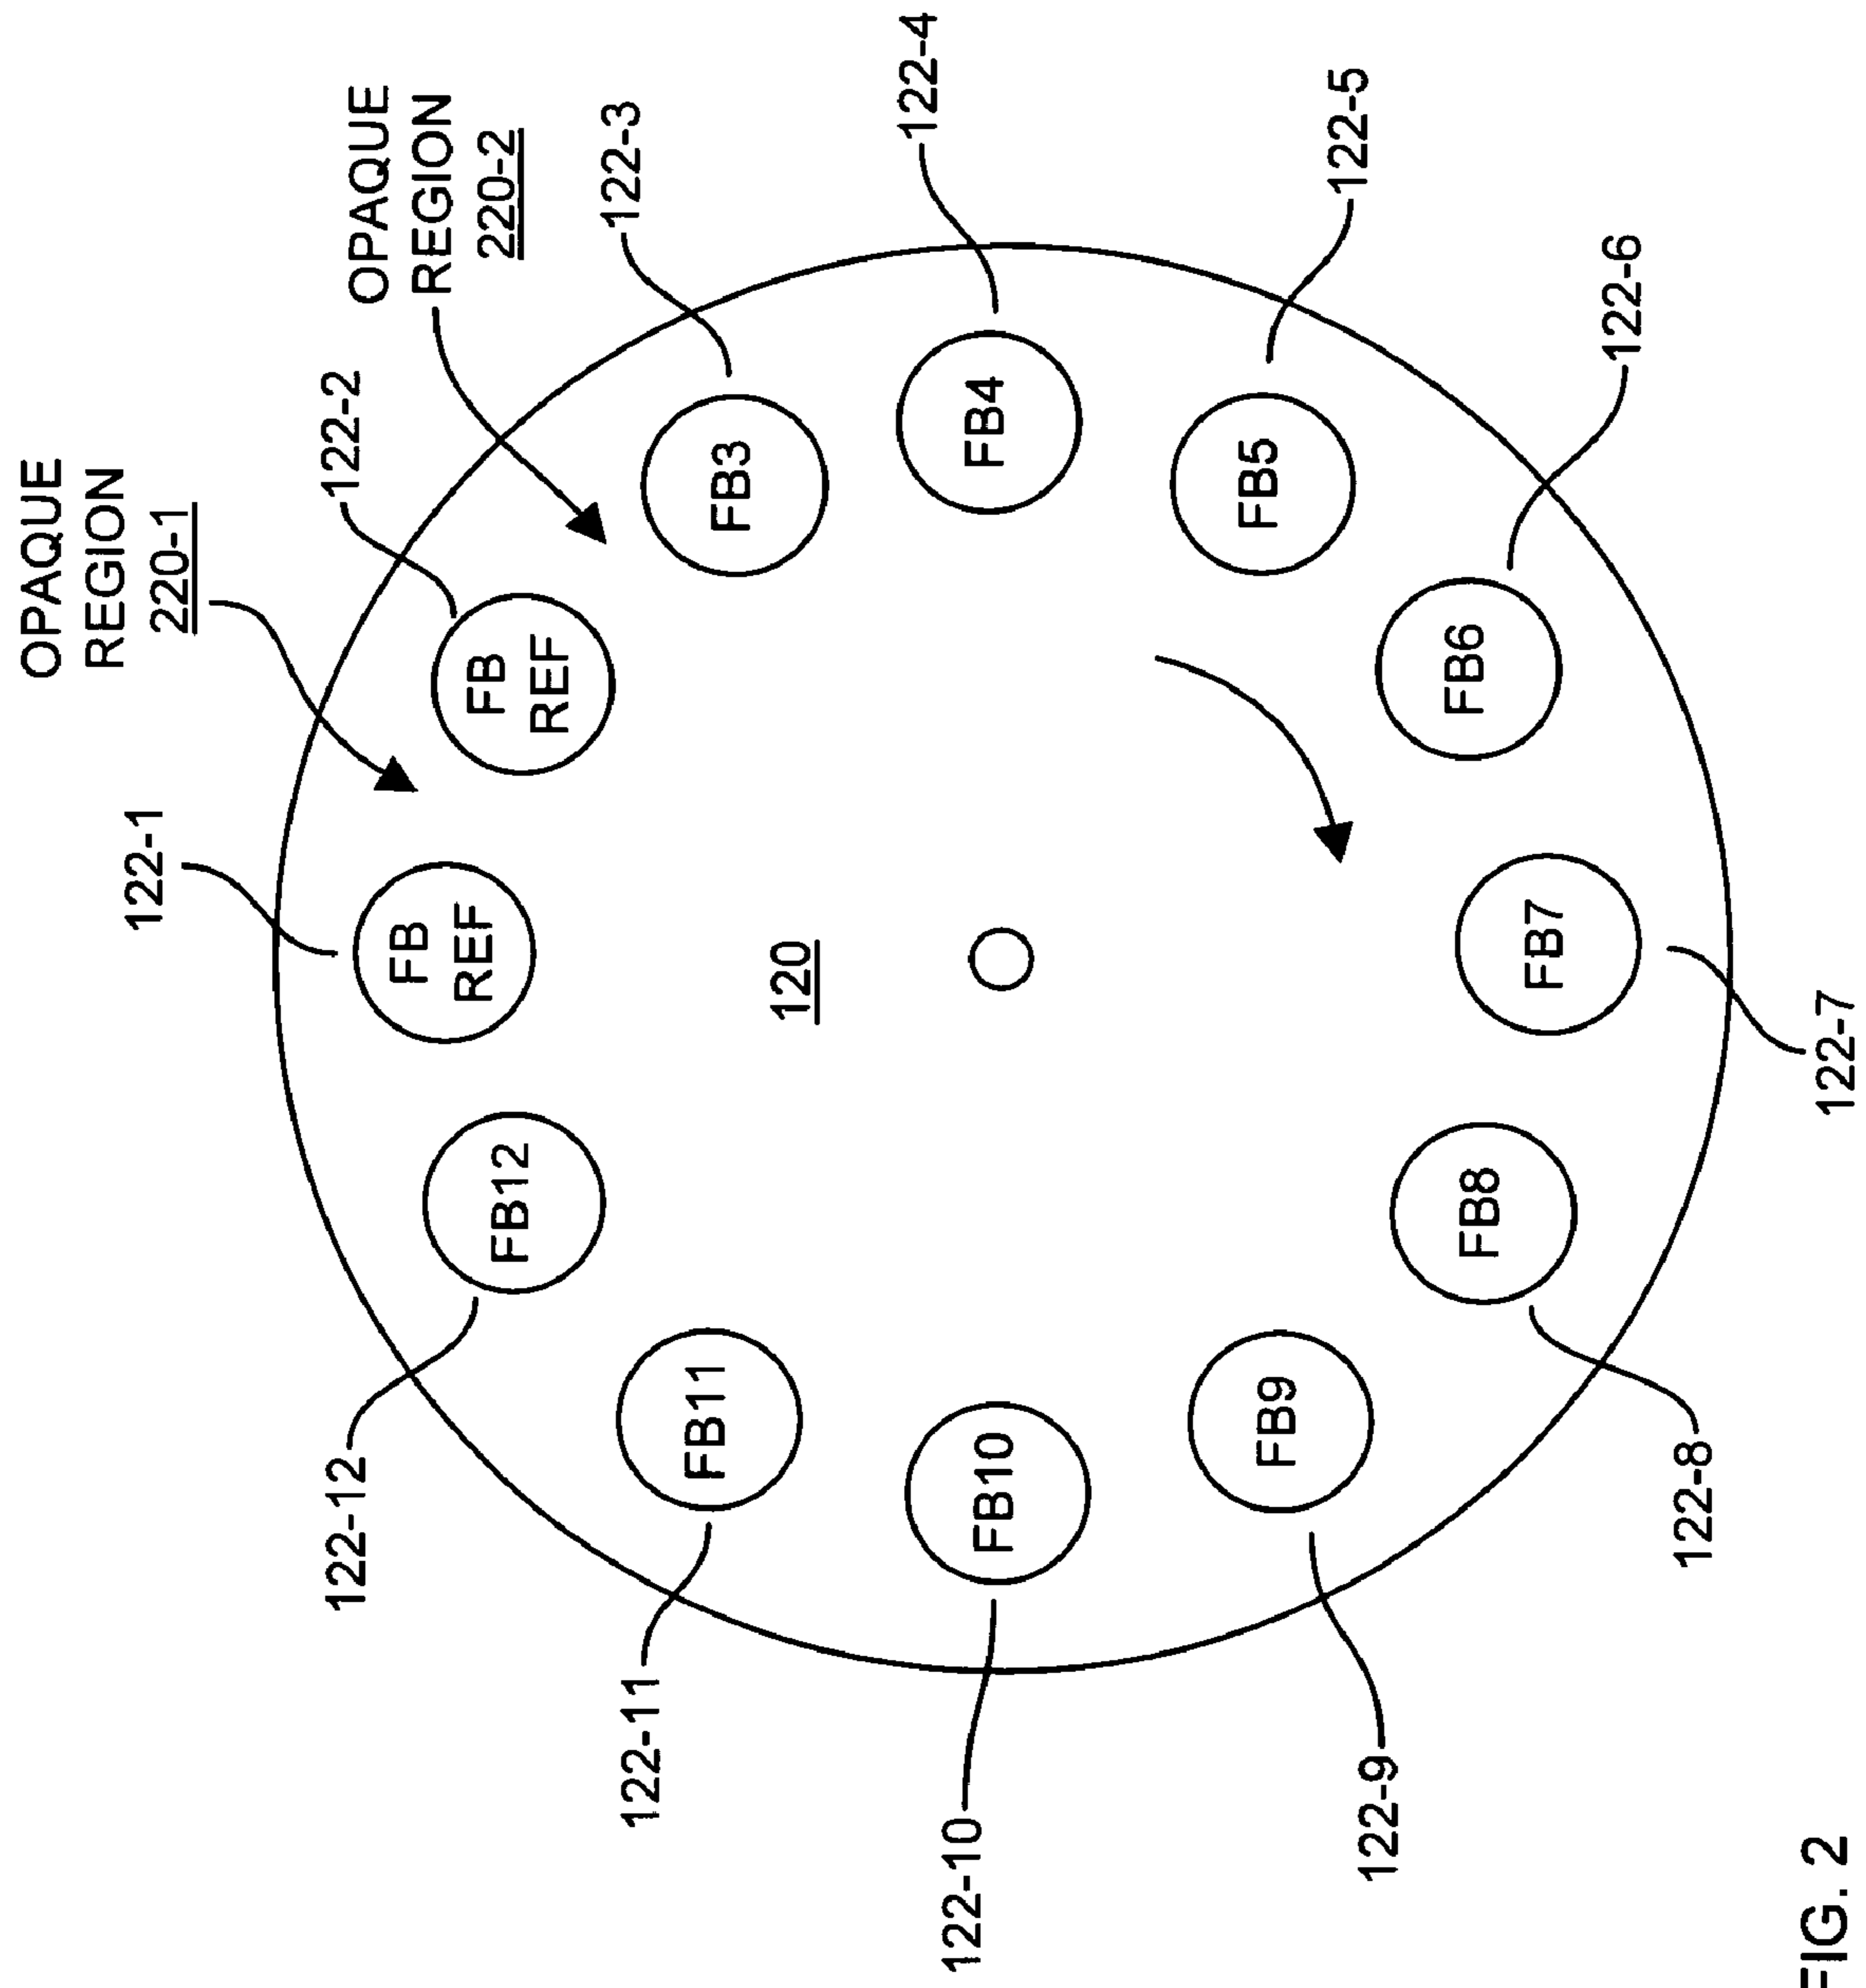 OPAQUE
REGION
220-1
OPAQUE
REGION
220-2
122-1
122-2
122-3
122-4
122-5
122-6
122-7
122-8
122-9
122-10
122-11
122-12
FB
REF
FB
REF
FB3
FB4
FB5
FB6
FB7
FB8
FB9
FB10
FB11
FB12
120
FIG. 2